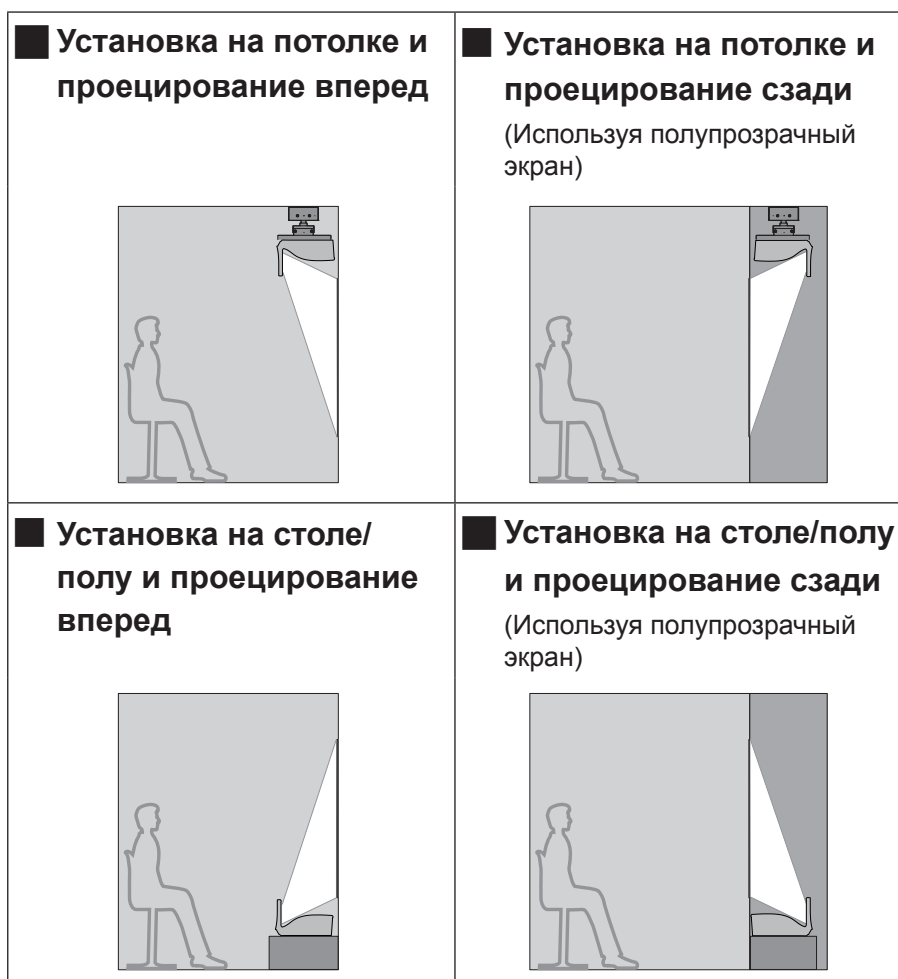 Установка на потолке и
проецирование вперед
Установка на потолке и
проецирование сзади
(Используя полупрозрачный
экран)
Установка на столе/
полу и проецирование
вперед
Установка на столе/полу
и проецирование сзади
(Используя полупрозрачный
экран)